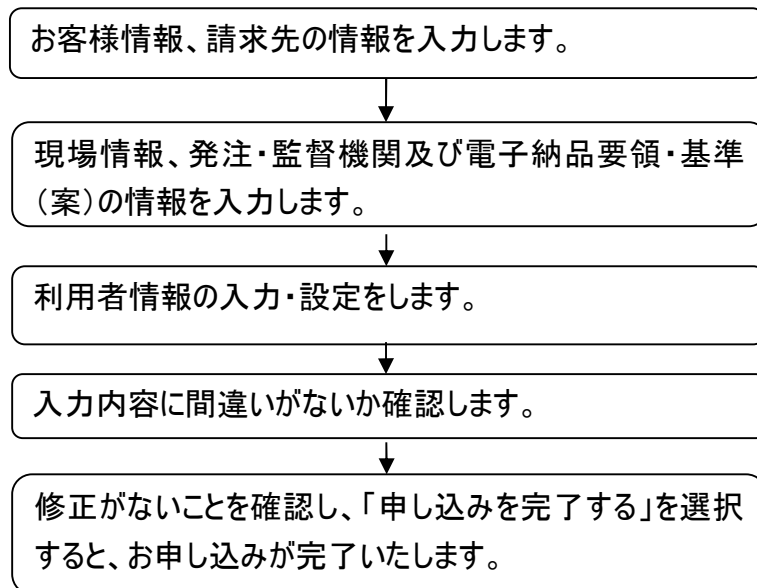 お客様情報、請求先の情報を入力します。
現場情報、発注・監督機関及び電子納品要領・基準
（案）の情報を入力します。
利用者情報の入力・設定をします。
入力内容に間違いがないか確認します。
修正がないことを確認し、「申し込みを完了する」を選択
すると、お申し込みが完了いたします。